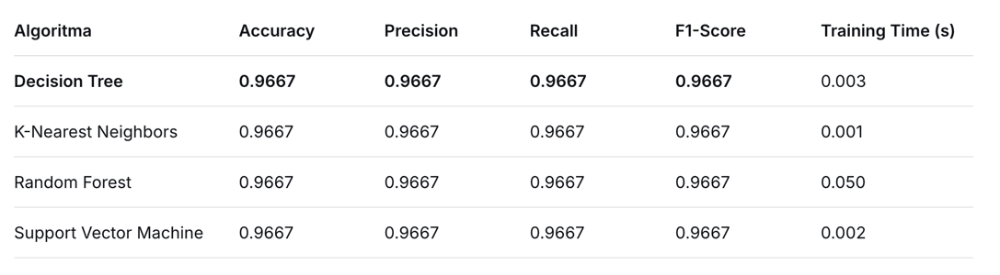 Algoritma Accuracy Precision Recall F1-Score Training Time (s)
Decision Tree 0.9667 0.9667 0.9667 0.9667 0.003
K-Nearest Neighbors 0.9667 0.9667 0.9667 0.9667 0.001
Random Forest 0.9667 0.9667 0.9667 0.9667 0.050
Support Vector Machine 0.9667 0.9667 0.9667 0.9667 0.002